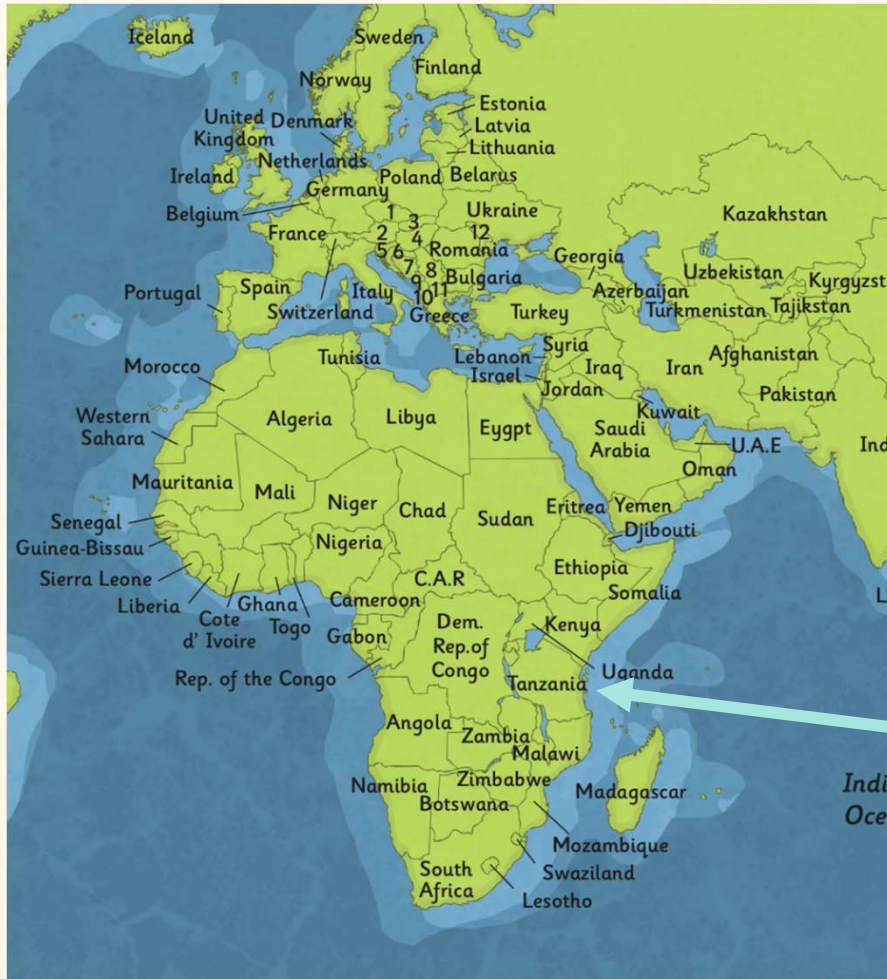 Iceland
Sweden
Finland
Norway
Estonia
Latvia
Lithuania
United
Kingdom
Denmark
Netherlands
Ireland
Germany
Poland
Belarus
Belgium
1
3
Ukraine
Kazakhstan
France
2
4
12
5
6
Romania
Georgia
7
8
Uzbekistan
Kyrgyzst
Portugal
Spain
Italy
9
Bulgaria
Azerbaijan
10
11
Switzerland
Greece
Turkey
Turkmenistan
Tajikstan
Tunisia
Syria
Lebanon
Iraq
Iran
Afghanistan
Morocco
Israel
Jordan
Pakistan
Western
Sahara
Algeria
Libya
Eygpt
Kuwait
Saudi
Arabia
U.A.E
Ind
Oman
Mauritania
Mali
Niger
Chad
Sudan
Eritrea
Yemen
Senegal
Djibouti
Guinea-Bissau
Nigeria
Ethiopia
Sierra Leone
C.A.R
Somalia
Liberia
Cote
d' Ivoire
Ghana
Togo
Cameroon
L
Gabon
Dem.
Rep.of
Congo
Kenya
Rep. of the Congo
Uganda
Tanzania
Angola
Zambia
Malawi
Namibia
Zimbabwe
Botswana
Madagascar
Indi
Oce
Mozambique
South
Africa
Swaziland
Lesotho